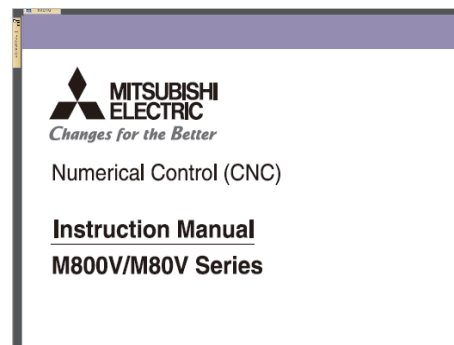 MITSUBISHI
ELECTRIC
Changes for the Better
Numerical Control (CNC)
Instruction Manual
M800V/M80V Series